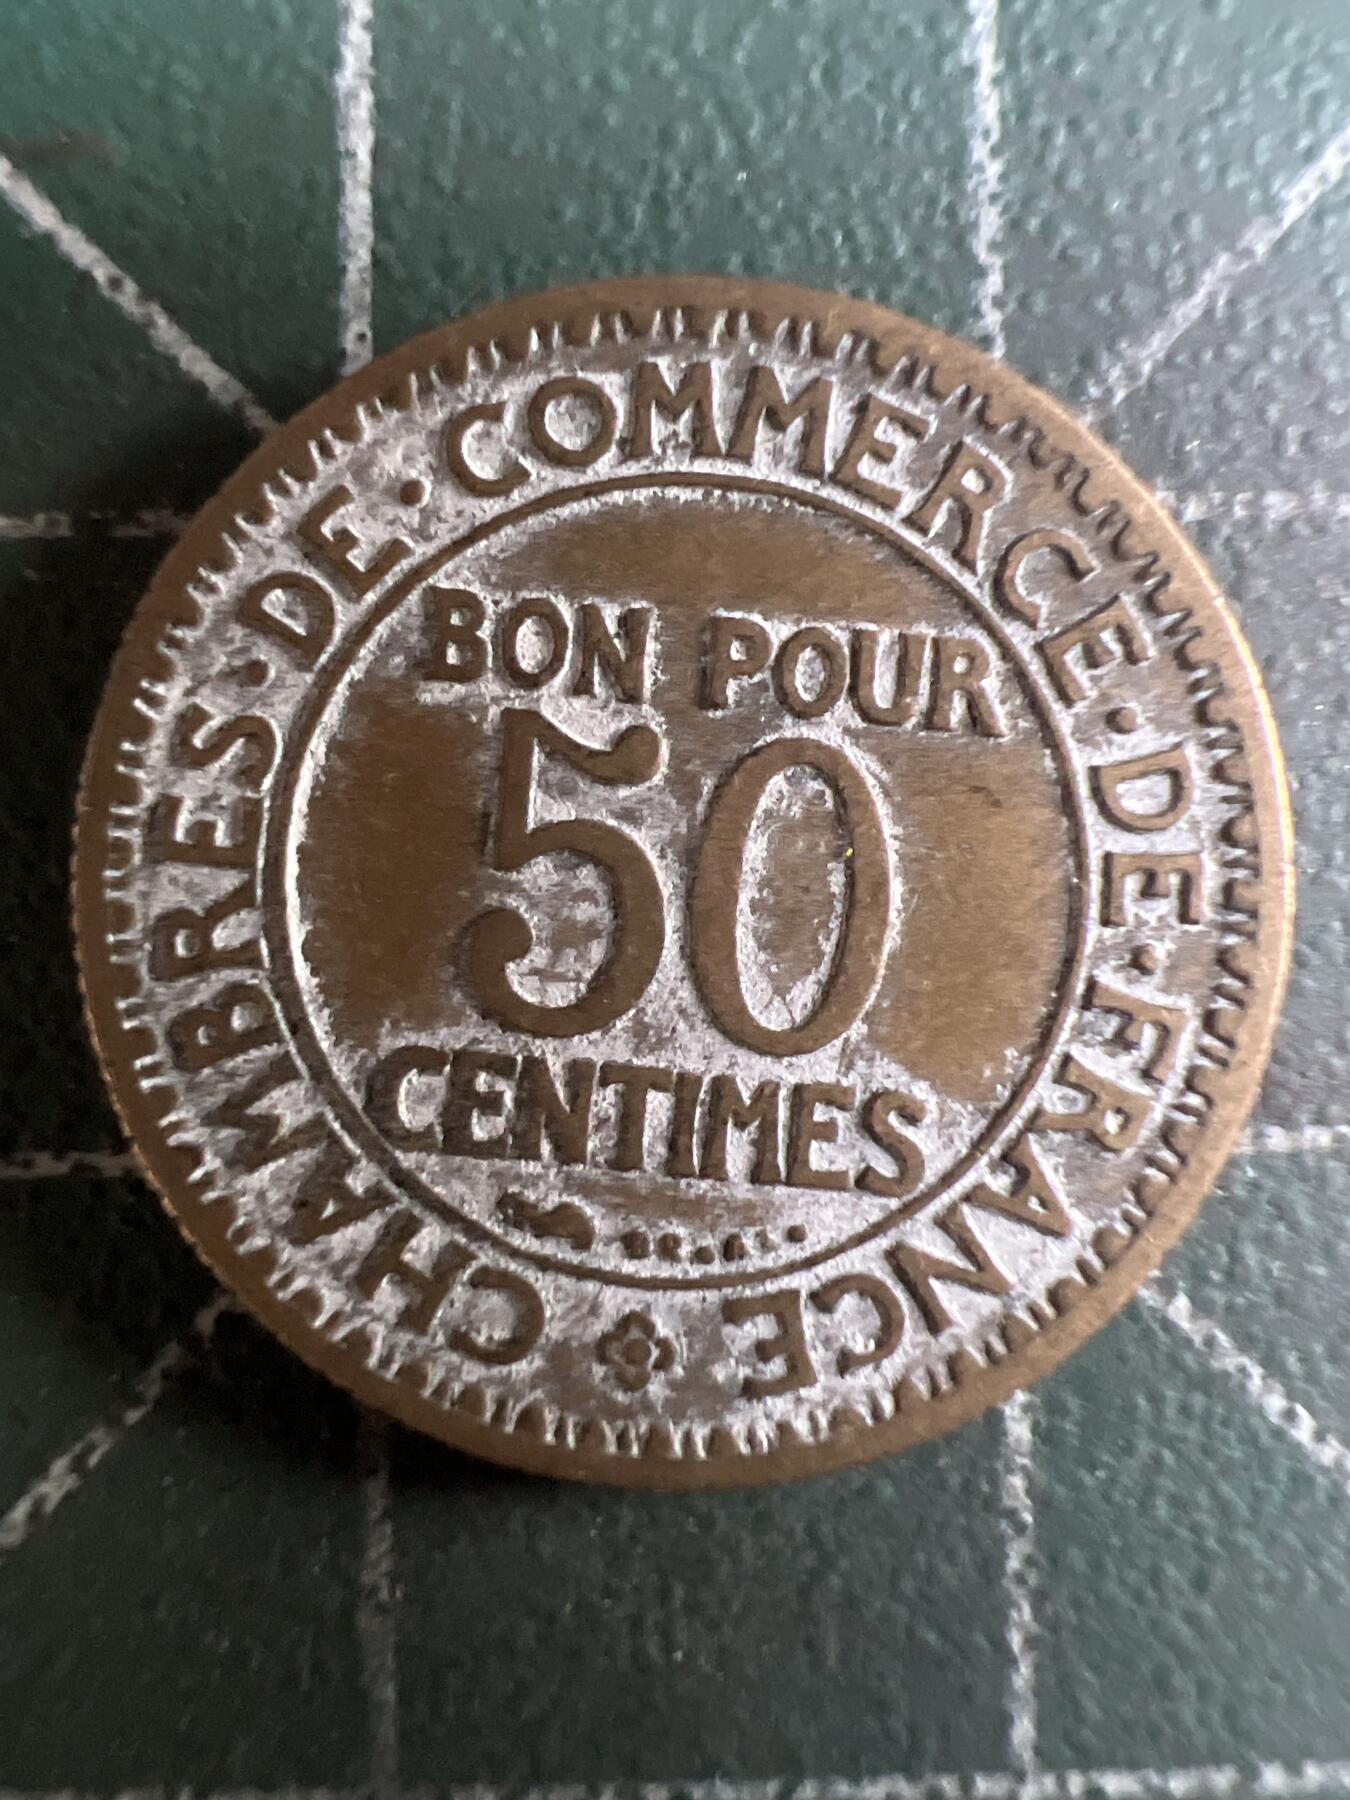 CHAMBRES · DE · COMMERCE · DE · FRANCE
BON POUR
50
CENTIMES